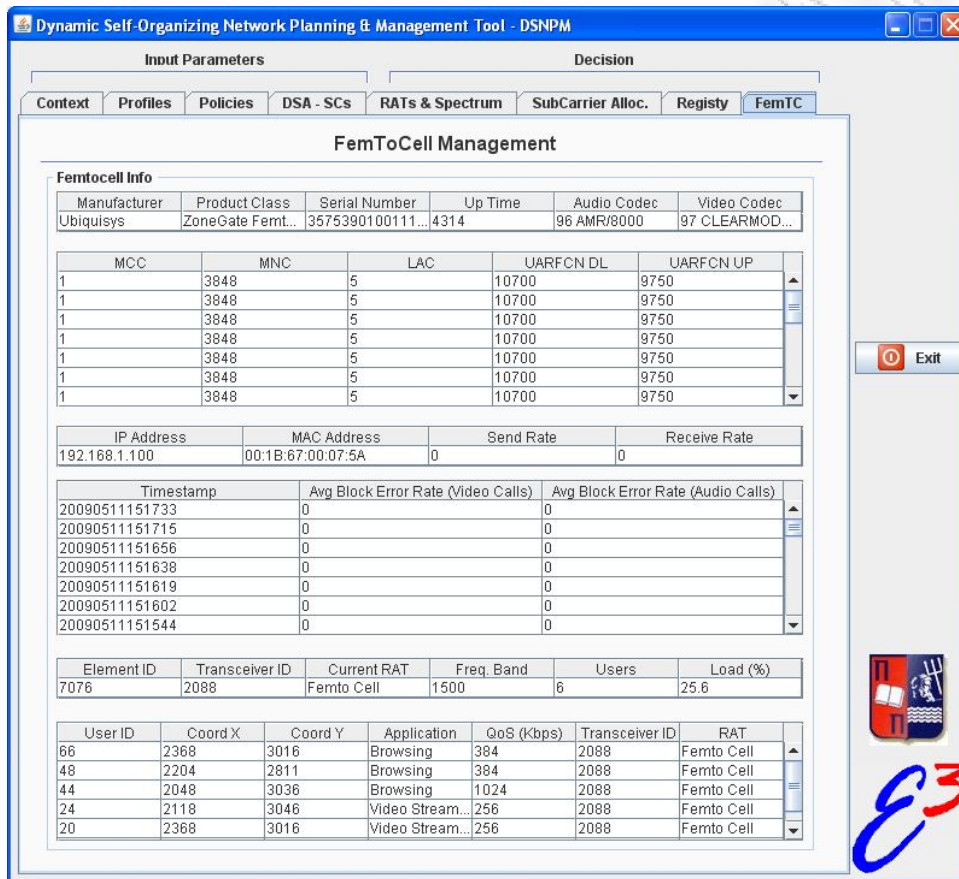 Dynamic Self-Organizing Network Planning & Management Tool - DSNPM
Input Parameters Decision
Context Profiles Policies DSA - SCs RATs & Spectrum SubCarrier Alloc. Registy FemTC
FemToCell Management
Femtocell Info
Manufacturer Product Class Serial Number Up Time Audio Codec Video Codec
Ubiquisys ZoneGate Femt... 3575390100111... 4314 96 AMR/8000 97 CLEARMOD...
MCC MNC LAC UARFCN DL UARFCN UP
1 3848 5 10700 9750
1 3848 5 10700 9750
1 3848 5 10700 9750
1 3848 5 10700 9750
1 3848 5 10700 9750
1 3848 5 10700 9750
1 3848 5 10700 9750
Exit
IP Address MAC Address Send Rate Receive Rate
192.168.1.100 00:1B:67:00:07:5A 0 0
Timestamp Avg Block Error Rate (Video Calls) Avg Block Error Rate (Audio Calls)
20090511151733 0 0
20090511151715 0 0
20090511151656 0 0
20090511151638 0 0
20090511151619 0 0
20090511151602 0 0
20090511151544 0 0
Element ID Transceiver ID Current RAT Freq. Band Users Load (%)
7076 2088 Femto Cell 1500 6 25.6
User ID Coord X Coord Y Application QoS (Kbps) Transceiver ID RAT
66 2368 3016 Browsing 384 2088 Femto Cell
48 2204 2811 Browsing 384 2088 Femto Cell
44 2048 3036 Browsing 1024 2088 Femto Cell
24 2118 3046 Video Stream... 256 2088 Femto Cell
20 2368 3016 Video Stream... 256 2088 Femto Cell
Π
Π
E3